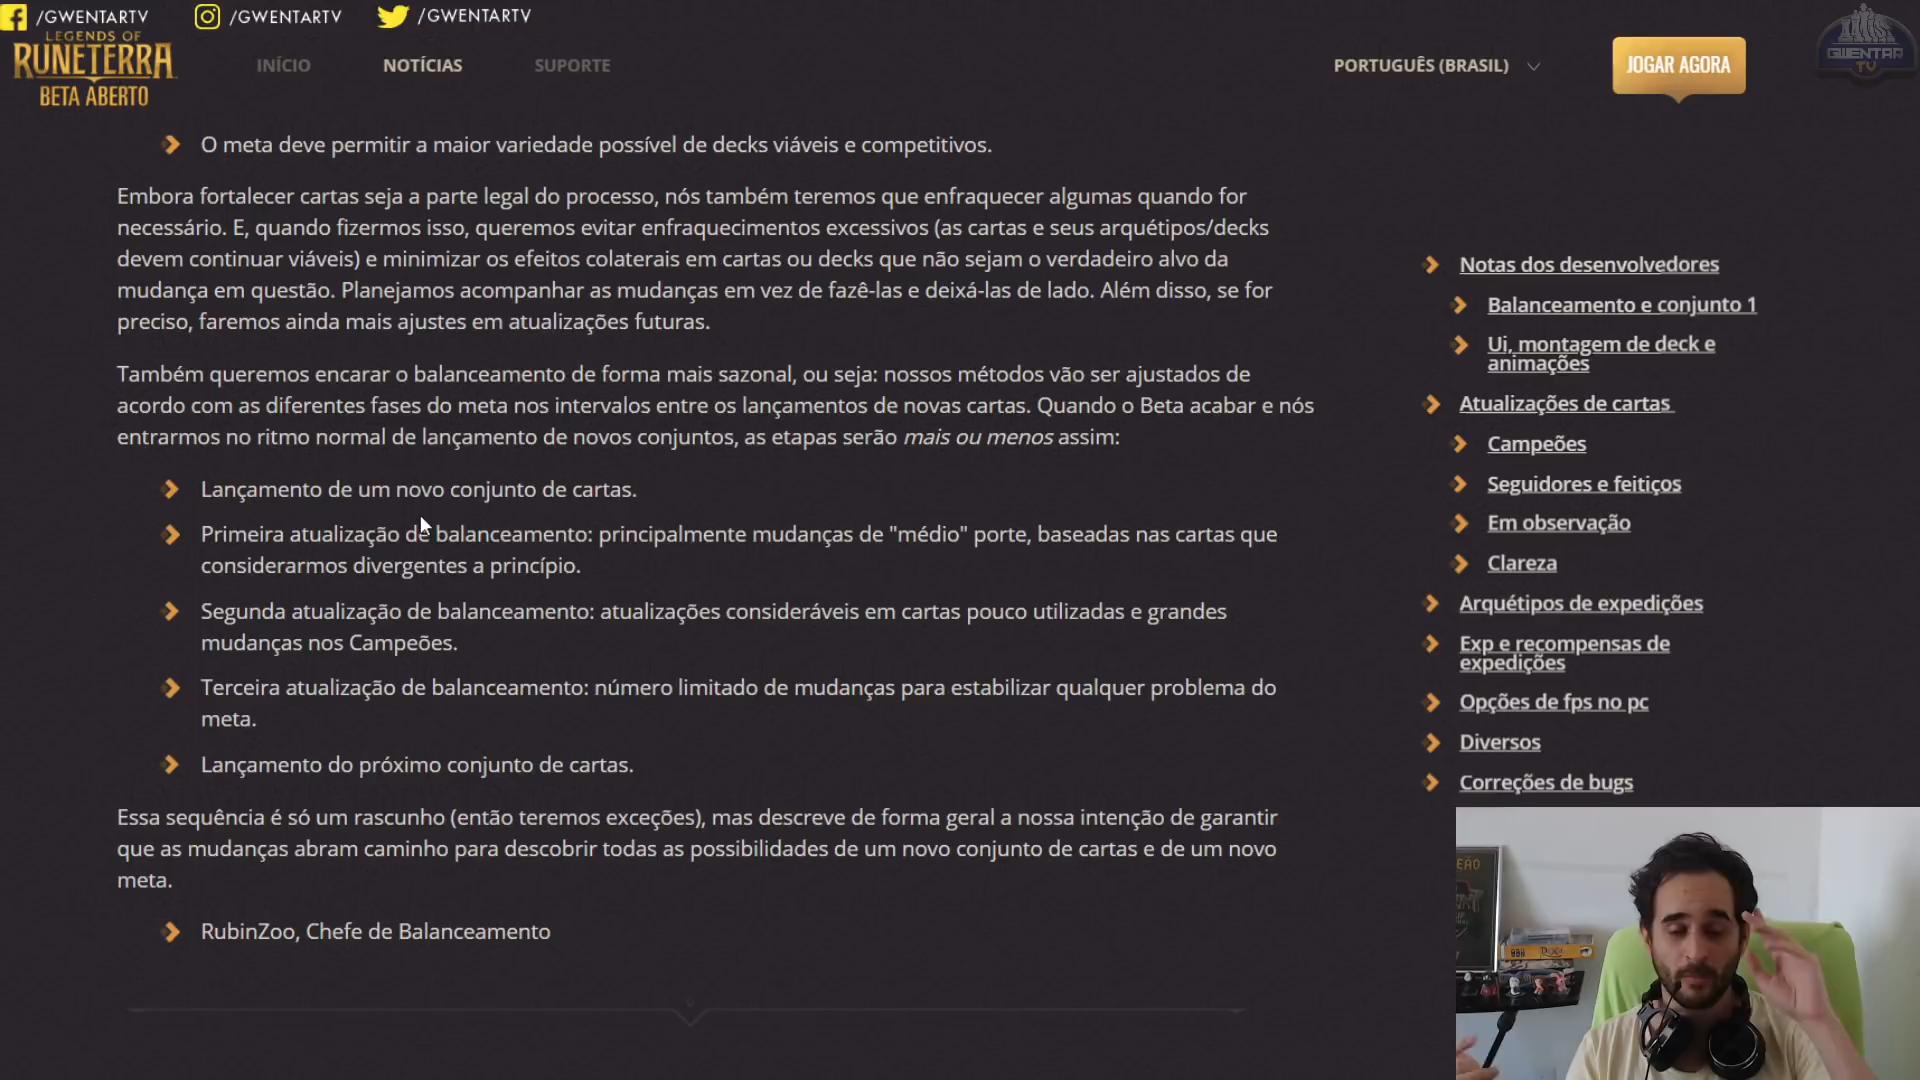 /GWENTARTV /GWENTARTV /GWENTARTV
LEGENDS OF
RUNETERRA
BETA ABERTO
INÍCIO NOTÍCIAS SUPORTE PORTUGUÊS (BRASIL) JOGAR AGORA
GWENTAR
TV
O meta deve permitir a maior variedade possível de decks viáveis e competitivos.
Embora fortalecer cartas seja a parte legal do processo, nós também teremos que enfraquecer algumas quando for
necessário. E, quando fizermos isso, queremos evitar enfraquecimentos excessivos (as cartas e seus arquétipos/decks
devem continuar viáveis) e minimizar os efeitos colaterais em cartas ou decks que não sejam o verdadeiro alvo da
mudança em questão. Planejamos acompanhar as mudanças em vez de fazê-las e deixá-las de lado. Além disso, se for
preciso, faremos ainda mais ajustes em atualizações futuras.
Também queremos encarar o balanceamento de forma mais sazonal, ou seja: nossos métodos vão ser ajustados de
acordo com as diferentes fases do meta nos intervalos entre os lançamentos de novas cartas. Quando o Beta acabar e nós
entrarmos no ritmo normal de lançamento de novos conjuntos, as etapas serão mais ou menos assim:
Lançamento de um novo conjunto de cartas.
Primeira atualização de balanceamento: principalmente mudanças de "médio" porte, baseadas nas cartas que
considerarmos divergentes a princípio.
Segunda atualização de balanceamento: atualizações consideráveis em cartas pouco utilizadas e grandes
mudanças nos Campeões.
Terceira atualização de balanceamento: número limitado de mudanças para estabilizar qualquer problema do
meta.
Lançamento do próximo conjunto de cartas.
Essa sequência é só um rascunho (então teremos exceções), mas descreve de forma geral a nossa intenção de garantir
que as mudanças abram caminho para descobrir todas as possibilidades de um novo conjunto de cartas e de um novo
meta.
RubinZoo, Chefe de Balanceamento
Notas dos desenvolvedores
Balanceamento e conjunto 1
Ui, montagem de deck e
animações
Atualizações de cartas
Campeões
Seguidores e feitiços
Em observação
Clareza
Arquétipos de expedições
Exp e recompensas de
expedições
Opções de fps no pc
Diversos
Correções de bugs